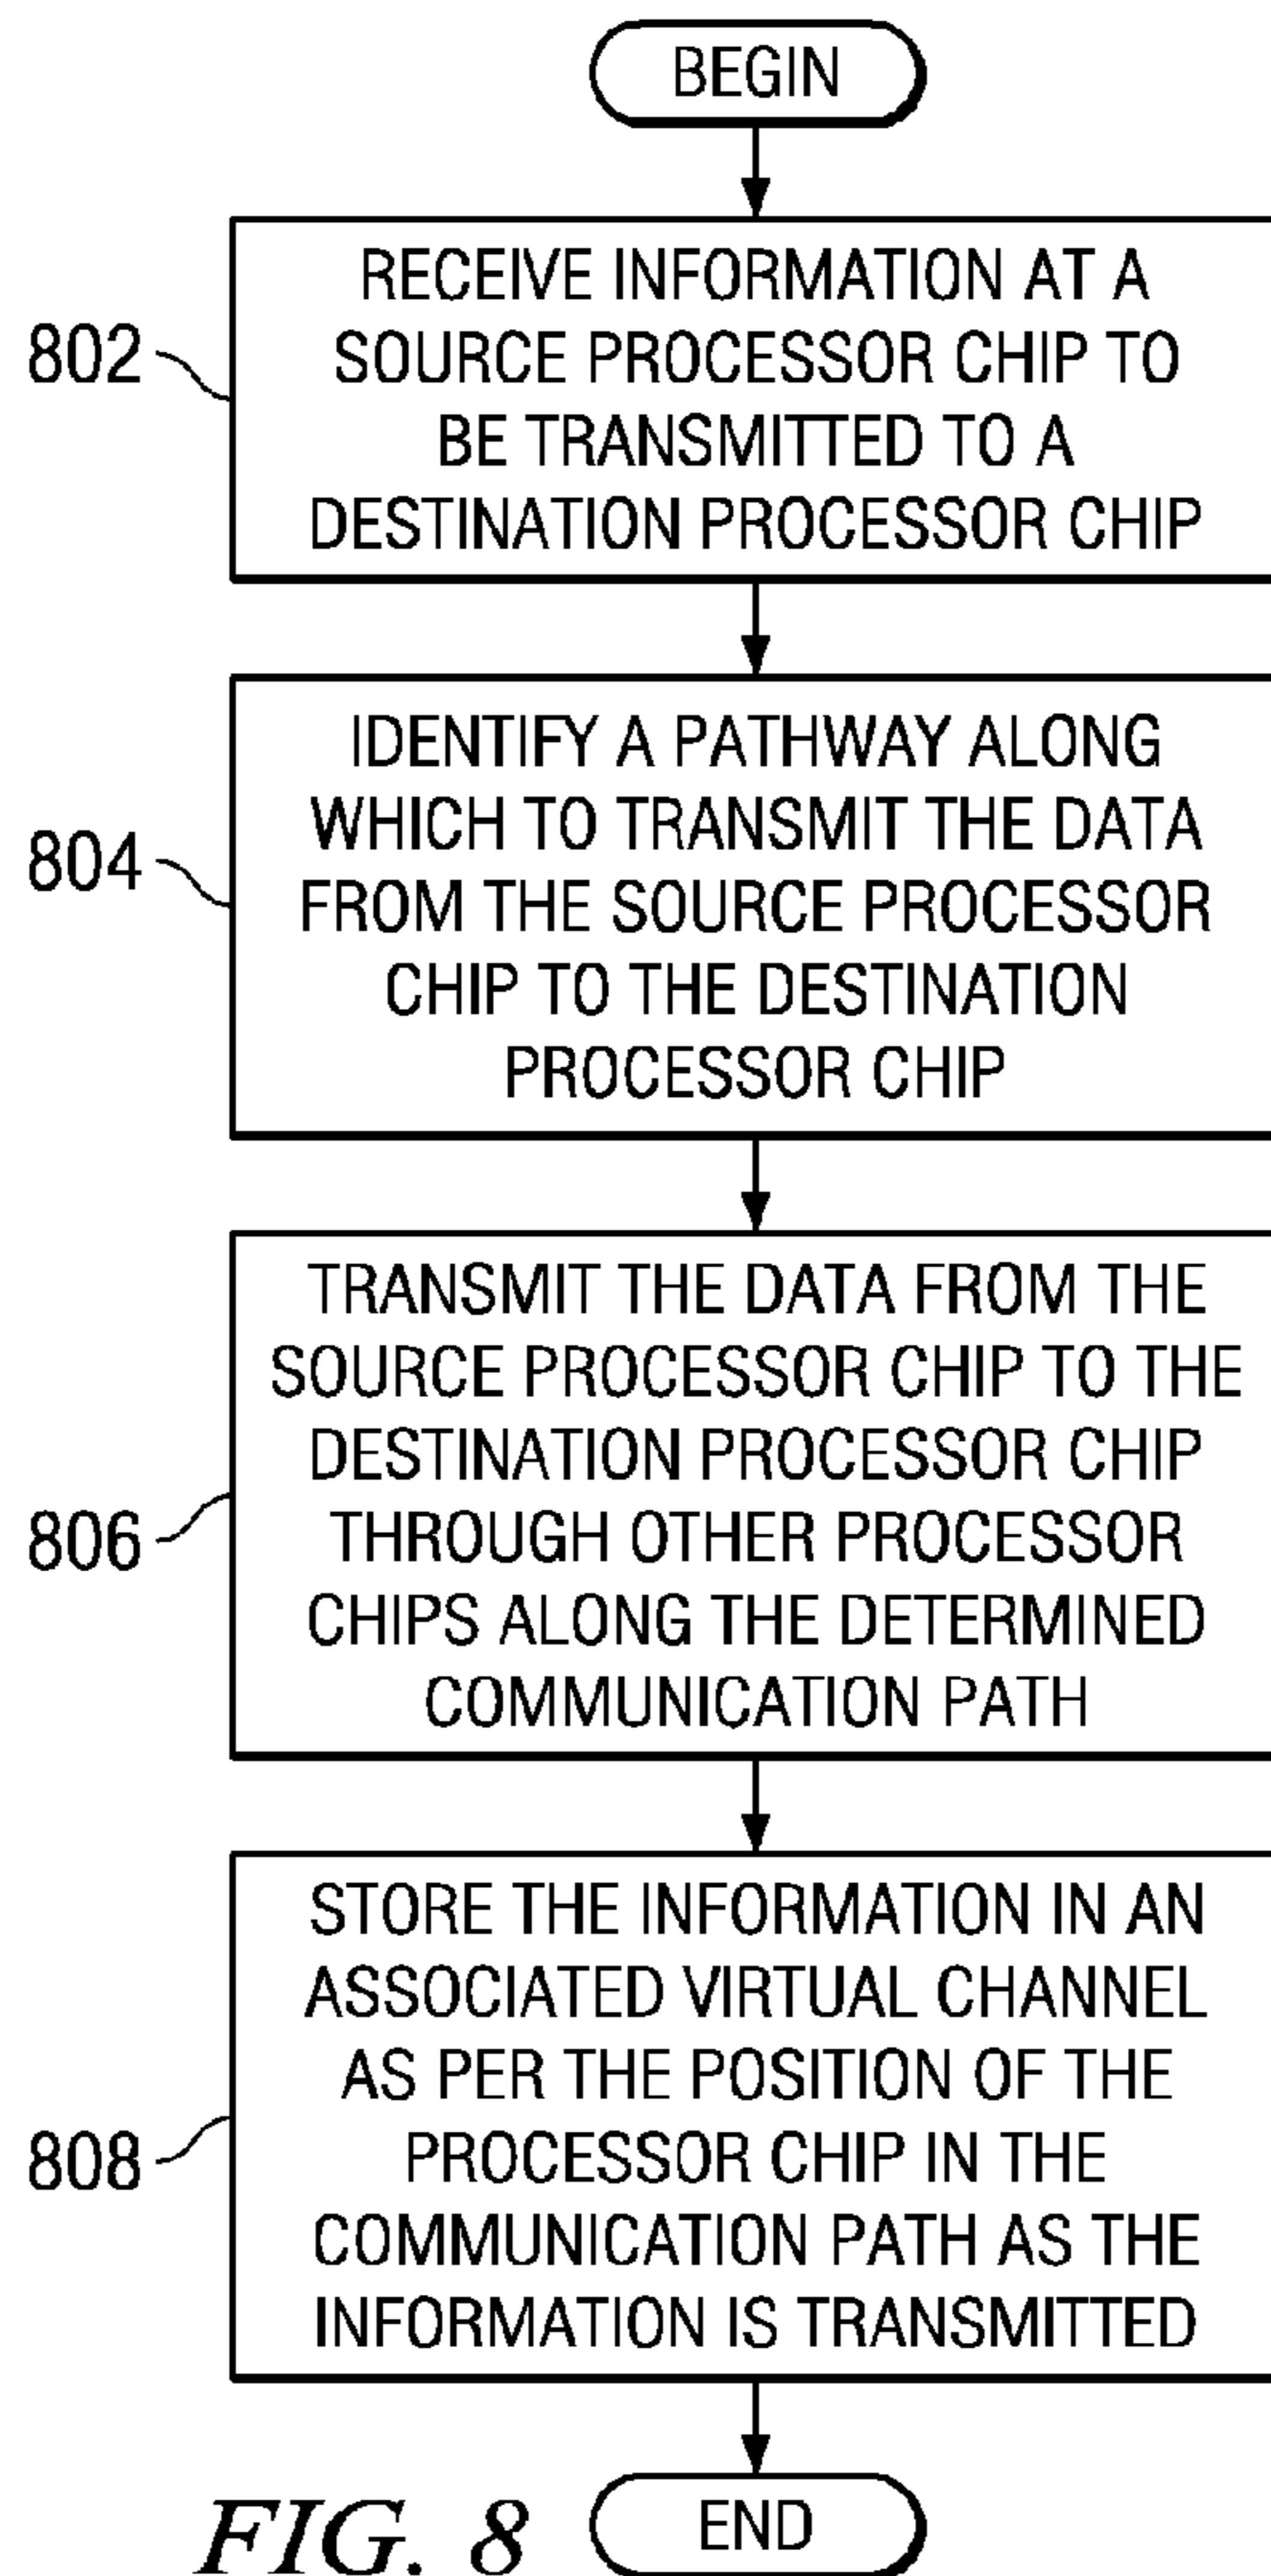 BEGIN
802
RECEIVE INFORMATION AT A
SOURCE PROCESSOR CHIP TO
BE TRANSMITTED TO A
DESTINATION PROCESSOR CHIP
804
IDENTIFY A PATHWAY ALONG
WHICH TO TRANSMIT THE DATA
FROM THE SOURCE PROCESSOR
CHIP TO THE DESTINATION
PROCESSOR CHIP
806
TRANSMIT THE DATA FROM THE
SOURCE PROCESSOR CHIP TO THE
DESTINATION PROCESSOR CHIP
THROUGH OTHER PROCESSOR
CHIPS ALONG THE DETERMINED
COMMUNICATION PATH
808
STORE THE INFORMATION IN AN
ASSOCIATED VIRTUAL CHANNEL
AS PER THE POSITION OF THE
PROCESSOR CHIP IN THE
COMMUNICATION PATH AS THE
INFORMATION IS TRANSMITTED
END
FIG. 8